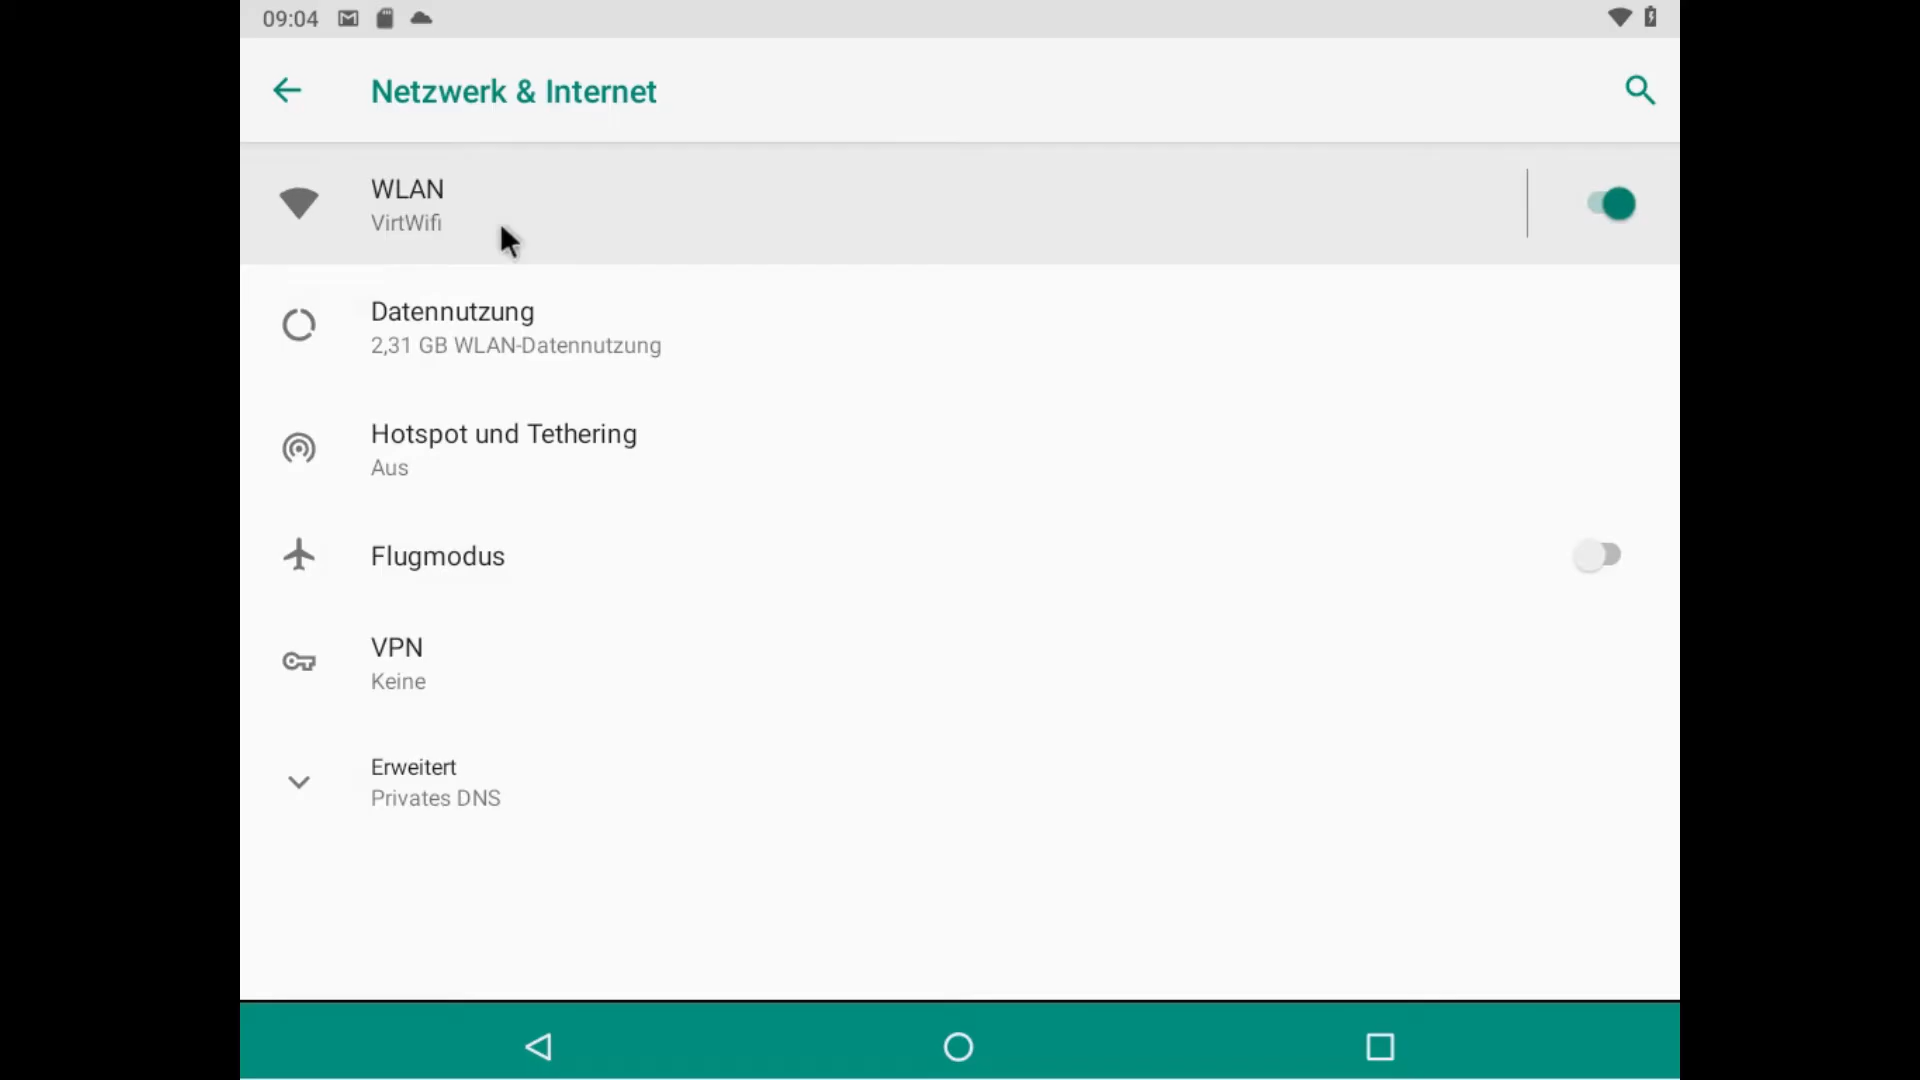 09:04
Netzwerk & Internet
WLAN
VirtWifi
Datennutzung
2,31 GB WLAN-Datennutzung
Hotspot und Tethering
Aus
Flugmodus
VPN
Keine
Erweitert
Privates DNS